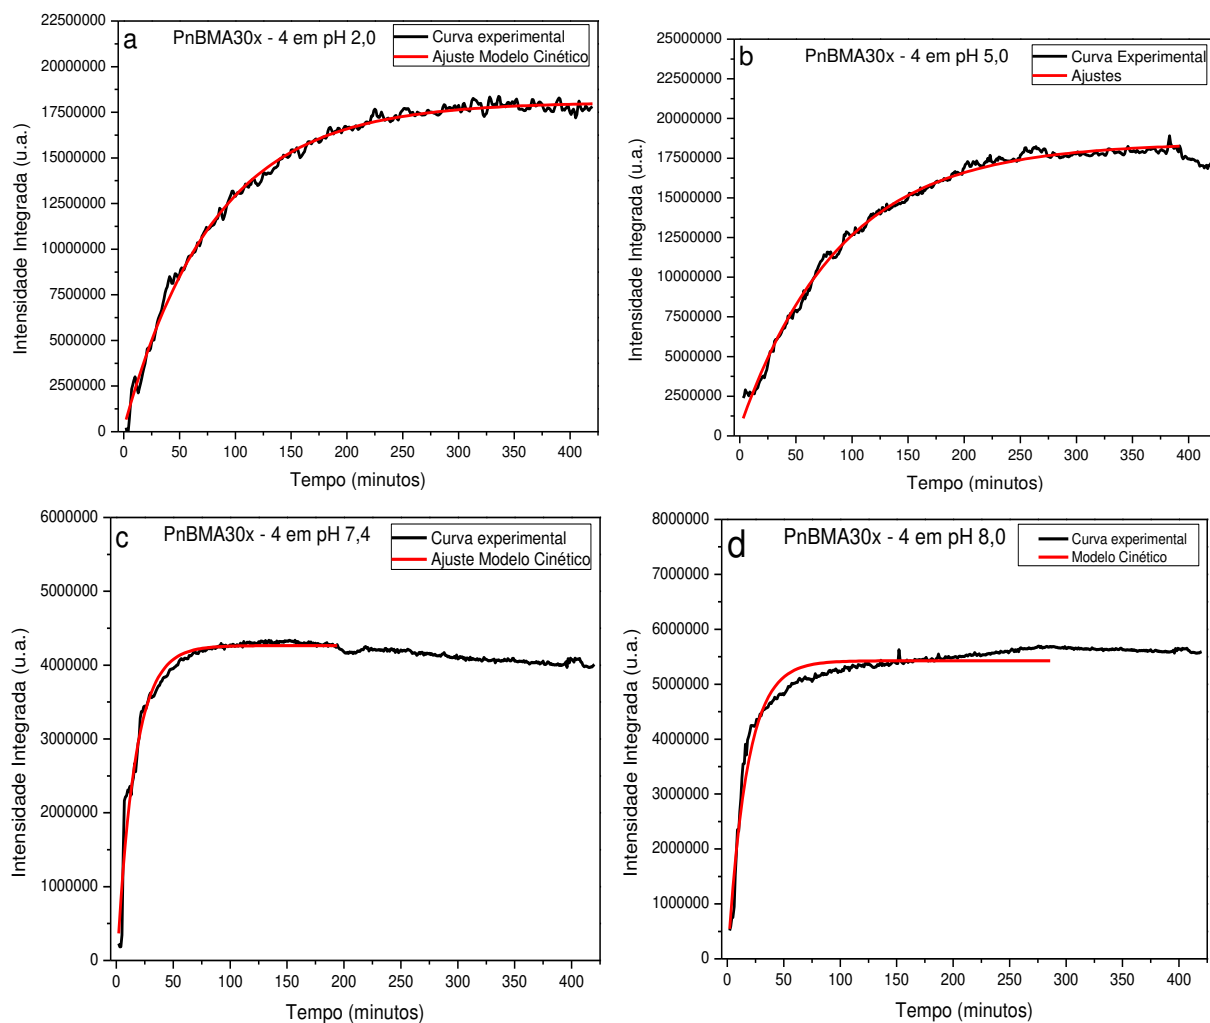 a
PnBMA30x - 4 em pH 2,0
Curva experimental
Ajuste Modelo Cinético
Intensidade Integrada (u.a.)
22500000
20000000
17500000
15000000
12500000
10000000
7500000
5000000
2500000
0
0 50 100 150 200 250 300 350 400
Tempo (minutos)
b
PnBMA30x - 4 em pH 5,0
Curva Experimental
Ajustes
Intensidade Integrada (u.a.)
25000000
22500000
20000000
17500000
15000000
12500000
10000000
7500000
5000000
2500000
0
0 50 100 150 200 250 300 350 400
Tempo (minutos)
c
PnBMA30x - 4 em pH 7,4
Curva experimental
Ajuste Modelo Cinético
Intensidade Integrada (u.a.)
6000000
5000000
4000000
3000000
2000000
1000000
0
0 50 100 150 200 250 300 350 400
Tempo (minutos)
d
PnBMA30x - 4 em pH 8,0
Curva experimental
Modelo Cinético
Intensidade Integrada (u.a.)
8000000
7000000
6000000
5000000
4000000
3000000
2000000
1000000
0
0 50 100 150 200 250 300 350 400
Tempo (minutos)